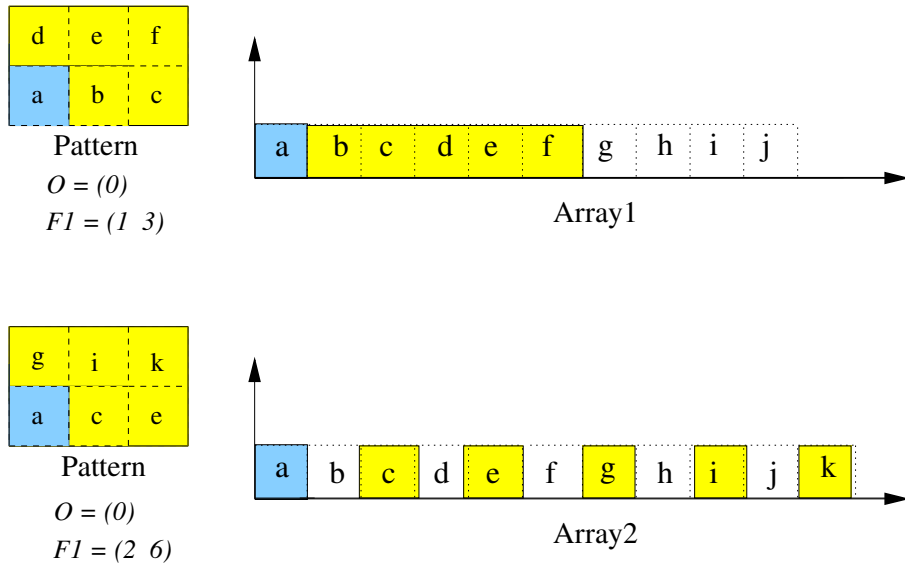 d e f
a b c
Pattern
O = (0)
F1 = (1 3)
a b c d e f g h i j
Array1
g i k
a c e
Pattern
O = (0)
F1 = (2 6)
a b c d e f g h i j k
Array2